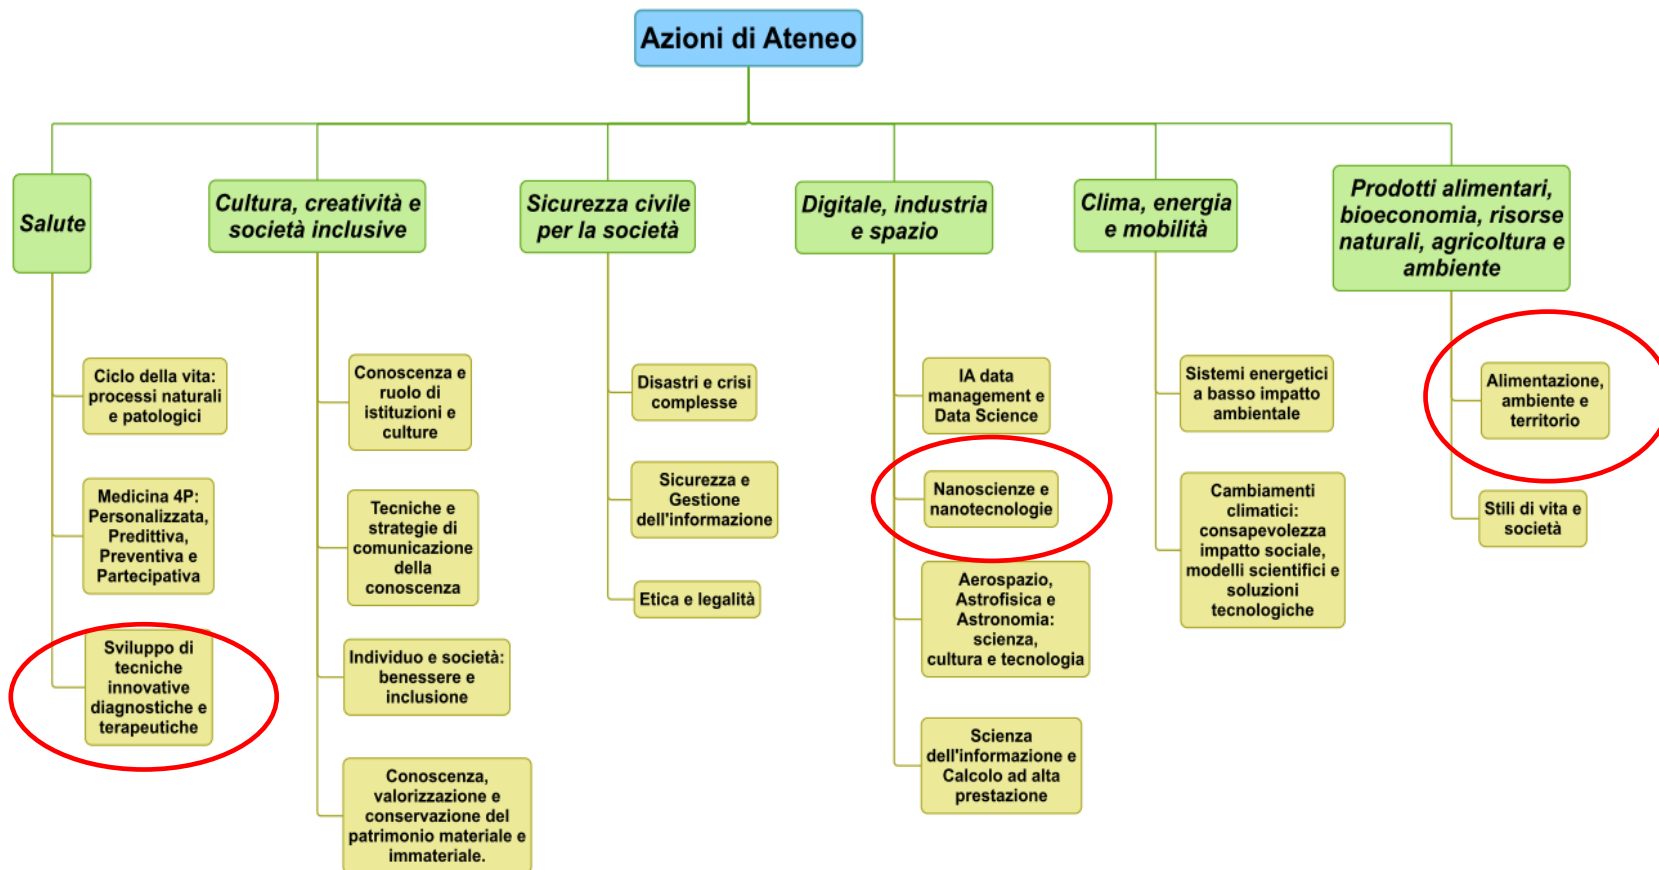 Azioni di Ateneo
Salute
Cultura, creatività e
società inclusive
Sicurezza civile
per la società
Digitale, industria
e spazio
Clima, energia
e mobilità
Prodotti alimentari,
bioeconomia, risorse
naturali, agricoltura e
ambiente
Ciclo della vita:
processi naturali
e patologici
Medicina 4P:
Personalizzata,
Predittiva,
Preventiva e
Partecipativa
Sviluppo di
tecniche
innovative
diagnostiche e
terapeutiche
Conoscenza e
ruolo di
istituzioni e
culture
Tecniche e
strategie di
comunicazione
della
conoscenza
Individuo e società:
benessere e
inclusione
Conoscenza,
valorizzazione e
conservazione del
patrimonio materiale e
immateriale.
Disastri e crisi
complesse
Sicurezza e
Gestione
dell'informazione
Etica e legalità
IA data
management e
Data Science
Nanoscienze e
nanotecnologie
Aerospazio,
Astrofisica e
Astronomia:
scienza,
cultura e tecnologia
Scienza
dell'informazione e
Calcolo ad alta
prestazione
Sistemi energetici
a basso impatto
ambientale
Cambiamenti
climatici:
consapevolezza
impatto sociale,
modelli scientifici e
soluzioni
tecnologiche
Alimentazione,
ambiente e
territorio
Stili di vita e
società